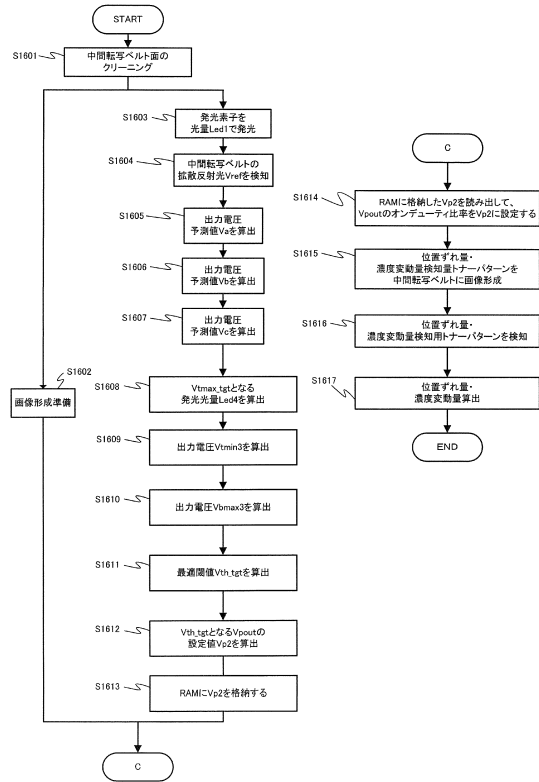 START
S1601
中間転写ベルト面の
クリーニング
S1603
発光素子を
光量Led1で発光
S1604
中間転写ベルトの
拡散反射光Vrefを検知
S1605
出力電圧
予測値Vaを算出
S1606
出力電圧
予測値Vbを算出
S1607
出力電圧
予測値Vcを算出
S1602
画像形成準備
S1608
Vtmax_tgtとなる
発光光量Led4を算出
S1609
出力電圧Vtmin3を算出
S1610
出力電圧Vbmax3を算出
S1611
最適閾値Vth_tgtを算出
S1612
Vth_tgtとなるVpoutの
設定値Vp2を算出
S1613
RAMにVp2を格納する
C
C
S1614
RAMに格納したVp2を読み出して、
Vpoutのオンデューティ比率をVp2に設定する
S1615
位置ずれ量・
濃度変動量検知量トナーパターンを
中間転写ベルトに画像形成
S1616
位置ずれ量・
濃度変動量検知用トナーパターンを検知
S1617
位置ずれ量・
濃度変動量算出
END